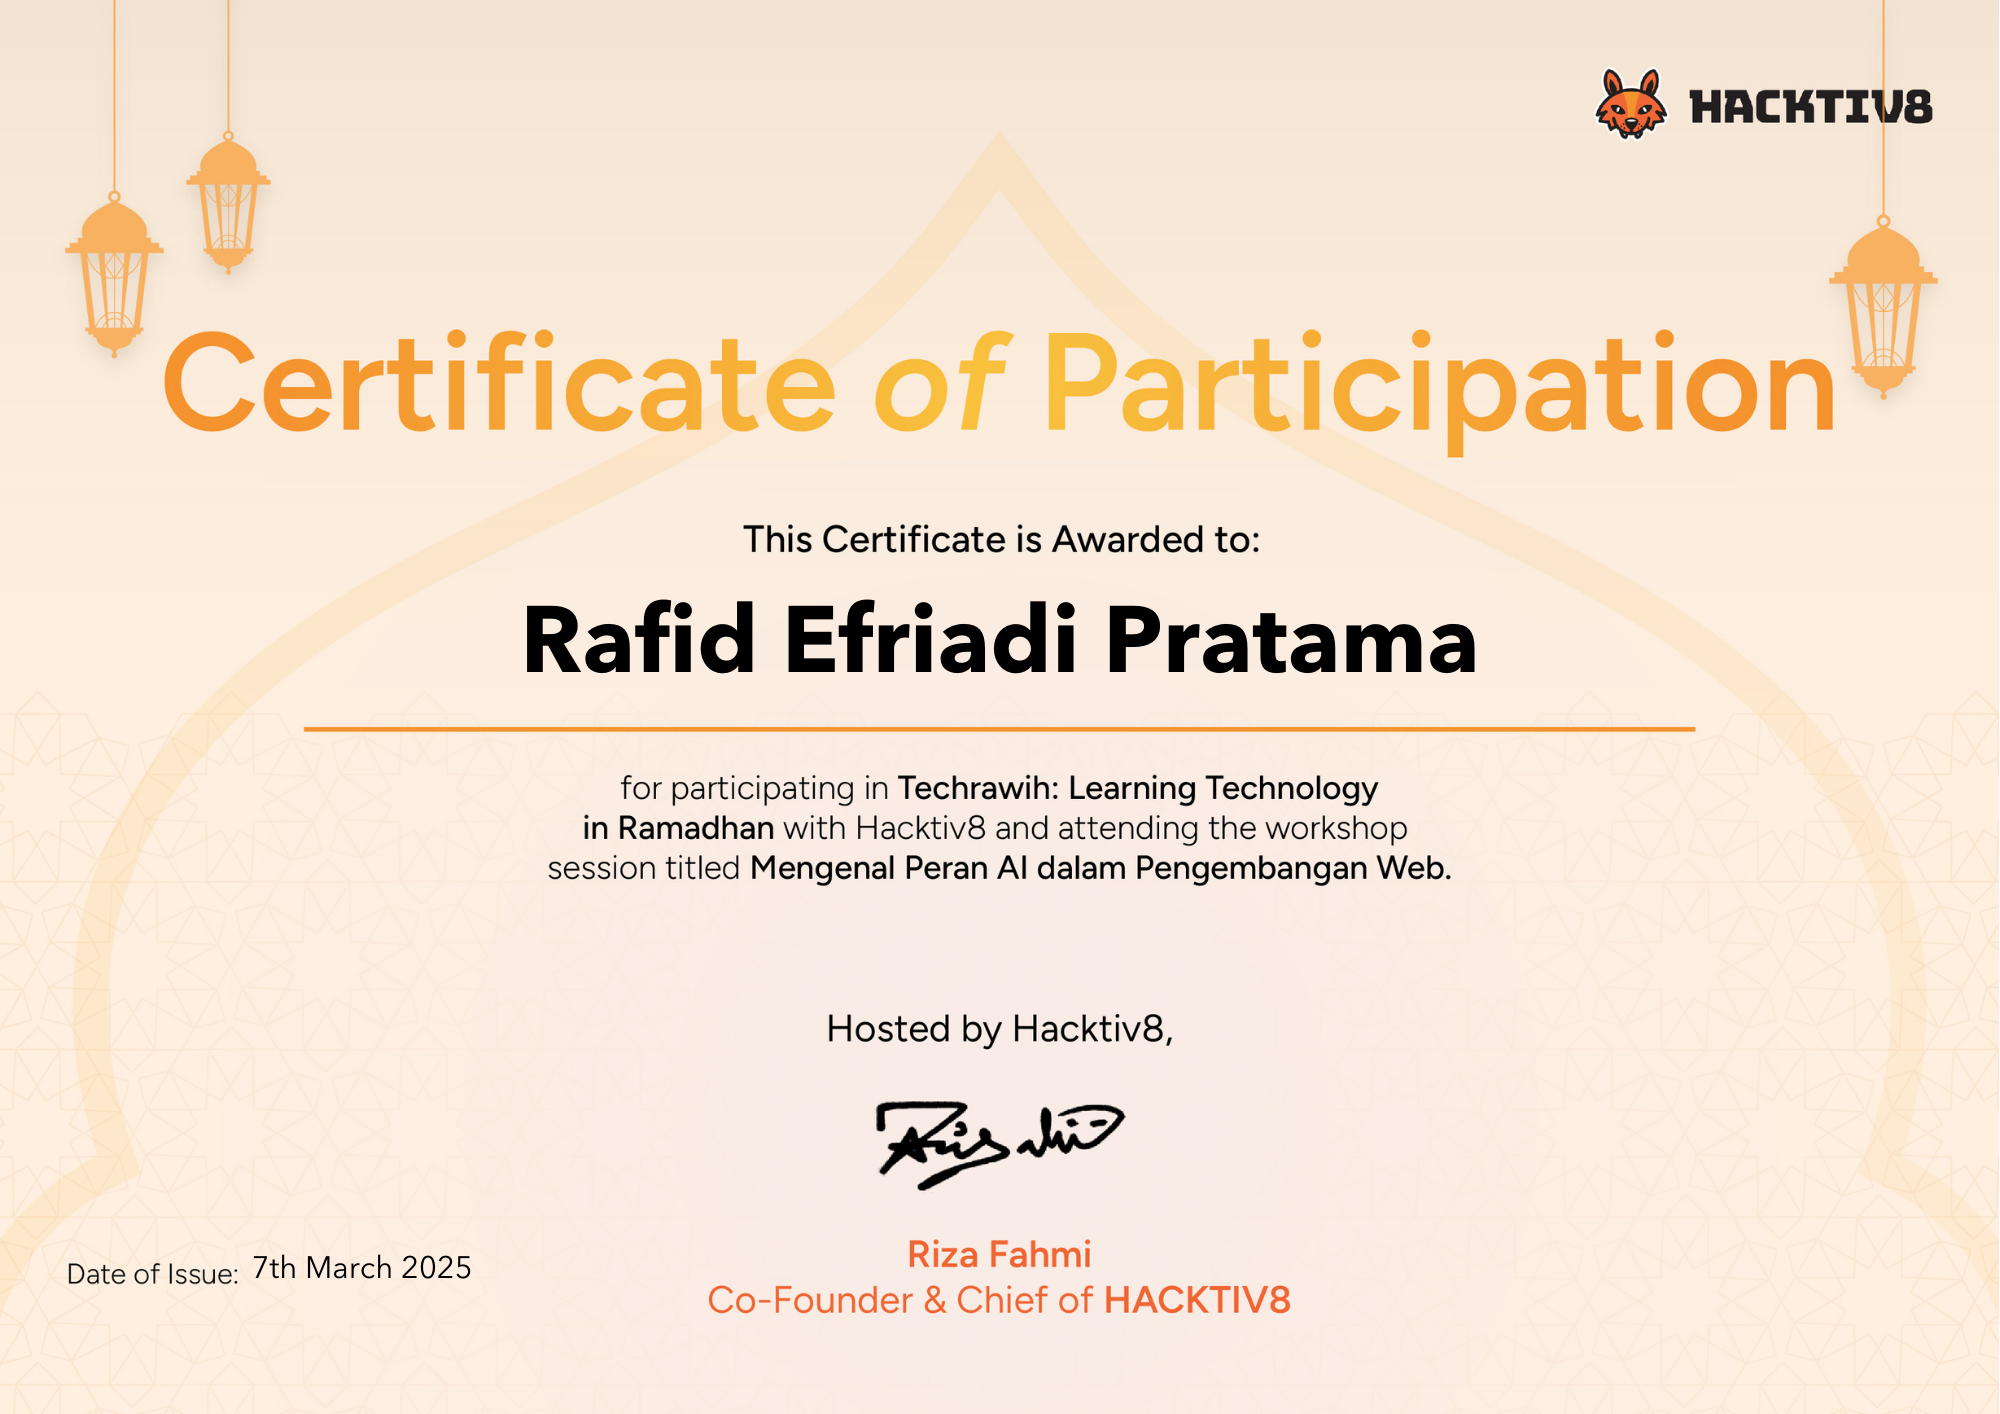 HACKTIV8
Certificate of Participation
This Certificate is Awarded to:
Rafid Efriadi Pratama
for participating in Techrawih: Learning Technology
in Ramadhan with Hacktiv8 and attending the workshop
session titled Mengenal Peran AI dalam Pengembangan Web.
Hosted by Hacktiv8,
Riza Fahmi
Co-Founder & Chief of HACKTIV8
Date of Issue: 7th March 2025